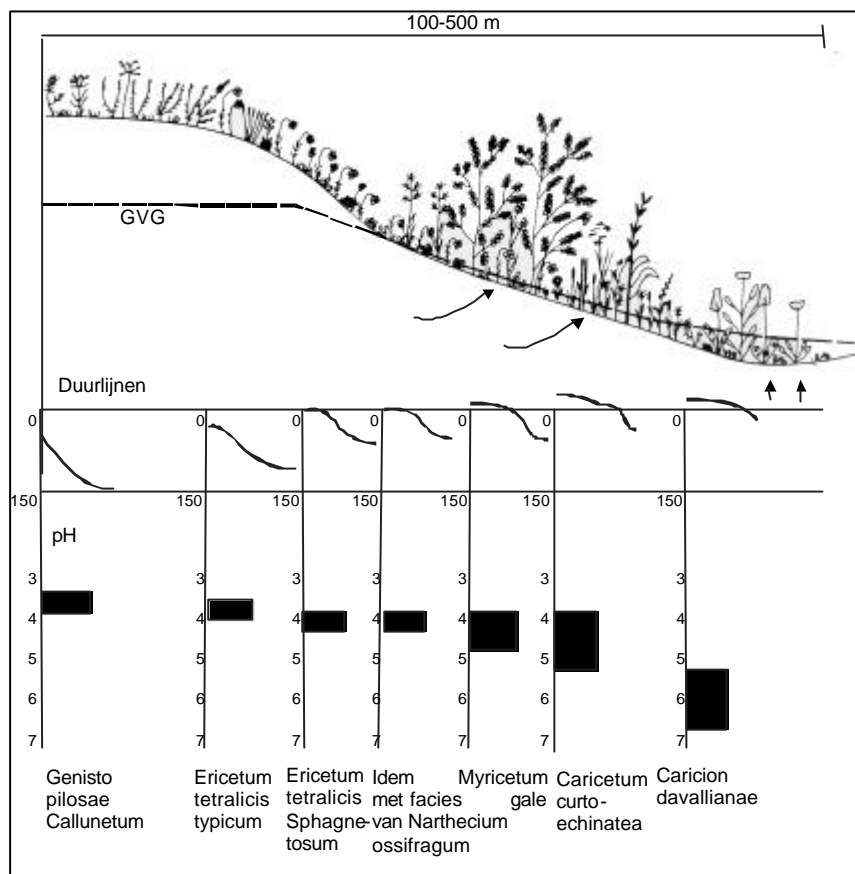 100-500 m
GVG
Duurlijnen
0 0 0 0 0 0 0
150 150 150 150 150 150 150
pH
3 3 3 3 3 3 3
4 4 4 4 4 4 4
5 5 5 5 5 5 5
6 6 6 6 6 6 6
7 7 7 7 7 7 7
Genisto
pilosae
Callunetum
Ericetum
tetralicis
typicum
Ericetum
tetralicis
Sphagne-
tosum
Idem
met facies
van Narthecium
ossifragum
Myricetum
gale
Caricetum
curto-
echinatea
Caricion
davallianae